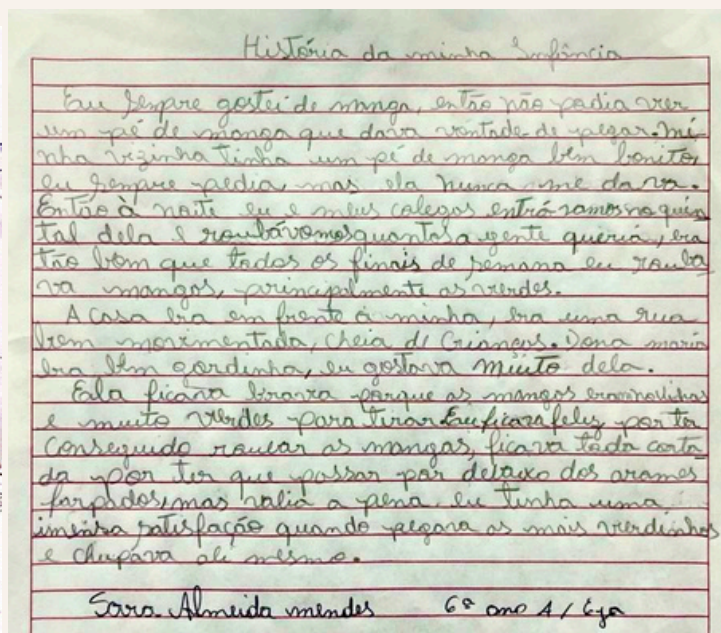 História da minha Infância
Eu sempre gostei de manga, então não podia ver
um pé de manga que dava vontade de pegar. Mi-
nha vizinha tinha um pé de manga bem bonito,
eu sempre pedia, mas ela nunca me dava.
Então à noite eu e meus colegas entrávamos no quin
tal dela e roubávamos quantas a gente queria, era
tão bom que todos os finais de semana eu rouba
va mangas, principalmente as verdes.
A casa era em frente à minha, era uma rua
bem movimentada, cheia de crianças. Dona maria
era bem gordinha, eu gostava muito dela.
Ela ficava brava porque as mangas eram novinhas
e muito verdes para tirar. Eu ficava feliz por ter
conseguido roubar as mangas, ficava toda corta
da por ter que passar por debaixo dos arames
farpados, mas valia a pena, eu tinha uma
imensa satisfação quando pegava as mais verdinhas
e chupava ali mesmo.
Sara Almeida mendes 6º ano A / Eja